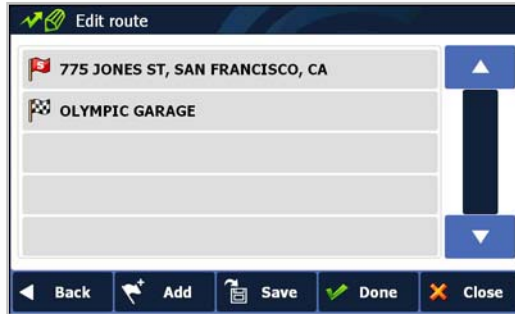 Edit route
S 775 JONES ST, SAN FRANCISCO, CA
OLYMPIC GARAGE
Back Add Save Done Close